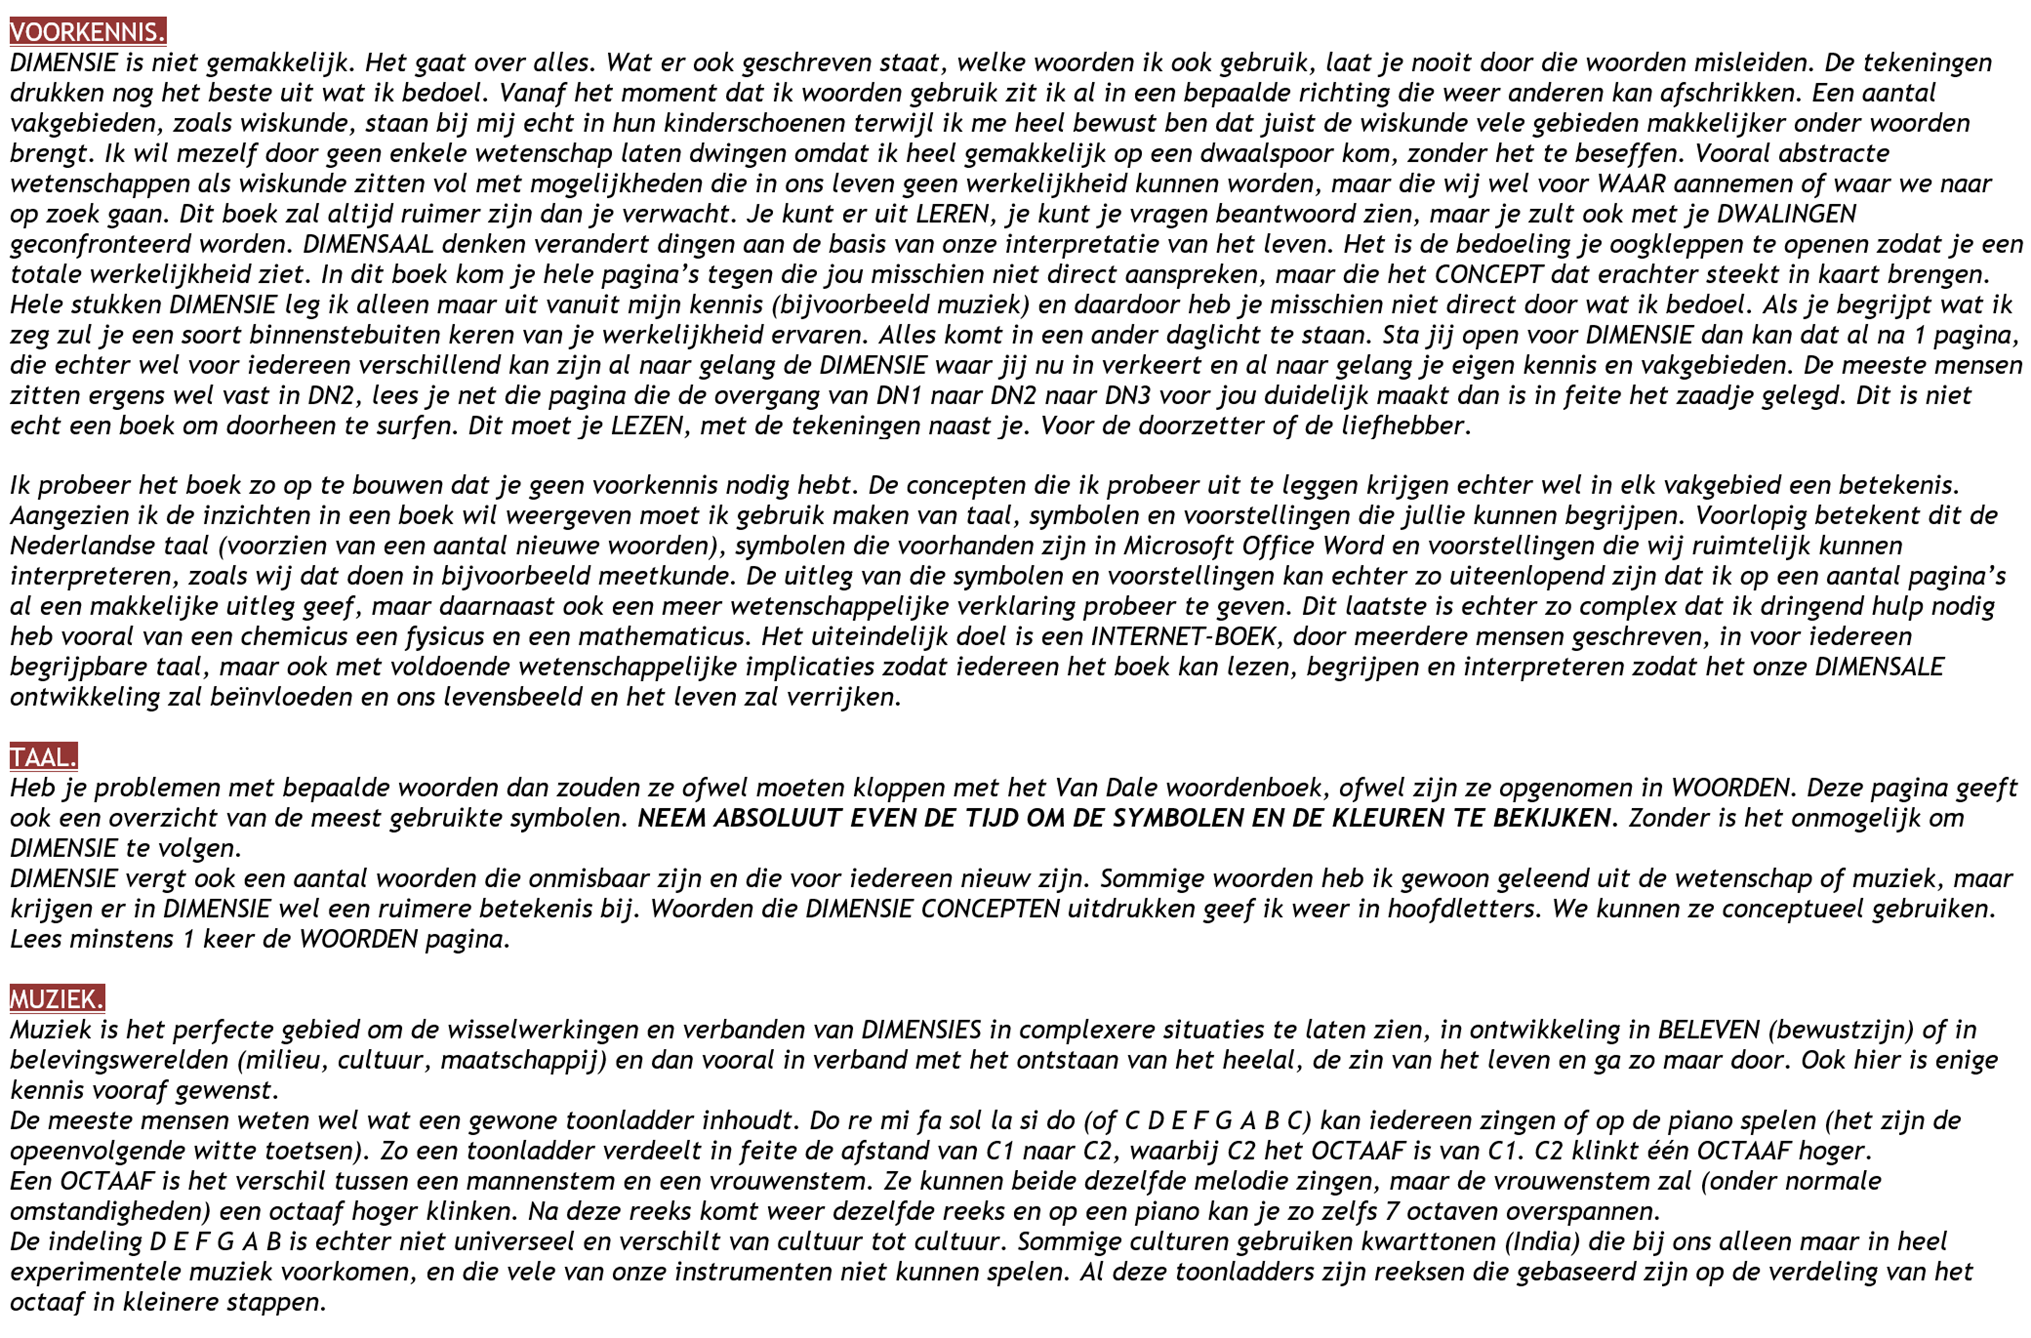 VOORKENNIS.
DIMENSIE is niet gemakkelijk. Het gaat over alles. Wat er ook geschreven staat, welke woorden ik ook gebruik, laat je nooit door die woorden misleiden. De tekeningen
drukken nog het beste uit wat ik bedoel. Vanaf het moment dat ik woorden gebruik zit ik al in een bepaalde richting die weer anderen kan afschrikken. Een aantal
vakgebieden, zoals wiskunde, staan bij mij echt in hun kinderschoenen terwijl ik me heel bewust ben dat juist de wiskunde vele gebieden makkelijker onder woorden
brengt. Ik wil mezelf door geen enkele wetenschap laten dwingen omdat ik heel gemakkelijk op een dwaalspoor kom, zonder het te beseffen. Vooral abstracte
wetenschappen als wiskunde zitten vol met mogelijkheden die in ons leven geen werkelijkheid kunnen worden, maar die wij wel voor WAAR aannemen of waar we naar
op zoek gaan. Dit boek zal altijd ruimer zijn dan je verwacht. Je kunt er uit LEREN, je kunt je vragen beantwoord zien, maar je zult ook met je DWALINGEN
geconfronteerd worden. DIMENSAAL denken verandert dingen aan de basis van onze interpretatie van het leven. Het is de bedoeling je oogkleppen te openen zodat je een
totale werkelijkheid ziet. In dit boek kom je hele pagina's tegen die jou misschien niet direct aanspreken, maar die het CONCEPT dat erachter steekt in kaart brengen.
Hele stukken DIMENSIE leg ik alleen maar uit vanuit mijn kennis (bijvoorbeeld muziek) en daardoor heb je misschien niet direct door wat ik bedoel. Als je begrijpt wat ik
zeg zul je een soort binnenstebuiten keren van je werkelijkheid ervaren. Alles komt in een ander daglicht te staan. Sta jij open voor DIMENSIE dan kan dat al na 1 pagina,
die echter wel voor iedereen verschillend kan zijn al naar gelang de DIMENSIE waar jij nu in verkeert en al naar gelang je eigen kennis en vakgebieden. De meeste mensen
zitten ergens wel vast in DN2, lees je net die pagina die de overgang van DN1 naar DN2 naar DN3 voor jou duidelijk maakt dan is in feite het zaadje gelegd. Dit is niet
echt een boek om doorheen te surfen. Dit moet je LEZEN, met de tekeningen naast je. Voor de doorzetter of de liefhebber.
Ik probeer het boek zo op te bouwen dat je geen voorkennis nodig hebt. De concepten die ik probeer uit te leggen krijgen echter wel in elk vakgebied een betekenis.
Aangezien ik de inzichten in een boek wil weergeven moet ik gebruik maken van taal, symbolen en voorstellingen die jullie kunnen begrijpen. Voorlopig betekent dit de
Nederlandse taal (voorzien van een aantal nieuwe woorden), symbolen die voorhanden zijn in Microsoft Office Word en voorstellingen die wij ruimtelijk kunnen
interpreteren, zoals wij dat doen in bijvoorbeeld meetkunde. De uitleg van die symbolen en voorstellingen kan echter zo uiteenlopend zijn dat ik op een aantal pagina's
al een makkelijke uitleg geef, maar daarnaast ook een meer wetenschappelijke verklaring probeer te geven. Dit laatste is echter zo complex dat ik dringend hulp nodig
heb vooral van een chemicus een fysicus en een mathematicus. Het uiteindelijk doel is een INTERNET-BOEK, door meerdere mensen geschreven, in voor iedereen
begrijpbare taal, maar ook met voldoende wetenschappelijke implicaties zodat iedereen het boek kan lezen, begrijpen en interpreteren zodat het onze DIMENSALE
ontwikkeling zal beïnvloeden en ons levensbeeld en het leven zal verrijken.
TAAL.
Heb je problemen met bepaalde woorden dan zouden ze ofwel moeten kloppen met het Van Dale woordenboek, ofwel zijn ze opgenomen in WOORDEN. Deze pagina geeft
ook een overzicht van de meest gebruikte symbolen. NEEM ABSOLUUT EVEN DE TIJD OM DE SYMBOLEN EN DE KLEUREN TE BEKIJKEN. Zonder is het onmogelijk om
DIMENSIE te volgen.
DIMENSIE vergt ook een aantal woorden die onmisbaar zijn en die voor iedereen nieuw zijn. Sommige woorden heb ik gewoon geleend uit de wetenschap of muziek, maar
krijgen er in DIMENSIE wel een ruimere betekenis bij. Woorden die DIMENSIE CONCEPTEN uitdrukken geef ik weer in hoofdletters. We kunnen ze conceptueel gebruiken.
Lees minstens 1 keer de WOORDEN pagina.
MUZIEK.
Muziek is het perfecte gebied om de wisselwerkingen en verbanden van DIMENSIES in complexere situaties te laten zien, in ontwikkeling in BELEVEN (bewustzijn) of in
belevingswerelden (milieu, cultuur, maatschappij) en dan vooral in verband met het ontstaan van het heelal, de zin van het leven en ga zo maar door. Ook hier is enige
kennis vooraf gewenst.
De meeste mensen weten wel wat een gewone toonladder inhoudt. Do re mi fa sol la si do (of C D E F G A B C) kan iedereen zingen of op de piano spelen (het zijn de
opeenvolgende witte toetsen). Zo een toonladder verdeelt in feite de afstand van C1 naar C2, waarbij C2 het OCTAAF is van C1. C2 klinkt één OCTAAF hoger.
Een OCTAAF is het verschil tussen een mannenstem en een vrouwenstem. Ze kunnen beide dezelfde melodie zingen, maar de vrouwenstem zal (onder normale
omstandigheden) een octaaf hoger klinken. Na deze reeks komt weer dezelfde reeks en op een piano kan je zo zelfs 7 octaven overspannen.
De indeling D E F G A B is echter niet universeel en verschilt van cultuur tot cultuur. Sommige culturen gebruiken kwarttonen (India) die bij ons alleen maar in heel
experimentele muziek voorkomen, en die vele van onze instrumenten niet kunnen spelen. Al deze toonladders zijn reeksen die gebaseerd zijn op de verdeling van het
octaaf in kleinere stappen.